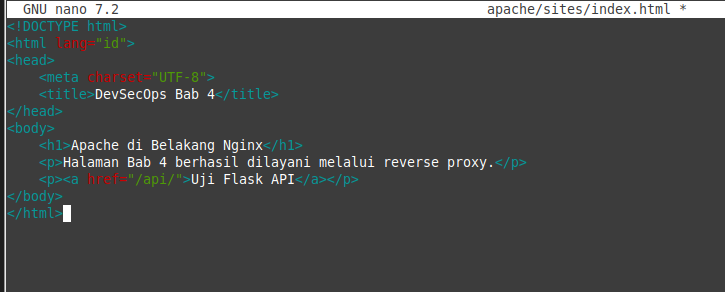 GNU nano 7.2 apache/sites/index.html *
<!DOCTYPE html>
<html lang="id">
<head>
    <meta charset="UTF-8">
    <title>DevSecOps Bab 4</title>
</head>
<body>
    <h1>Apache di Belakang Nginx</h1>
    <p>Halaman Bab 4 berhasil dilayani melalui reverse proxy.</p>
    <p><a href="/api/">Uji Flask API</a></p>
</body>
</html>